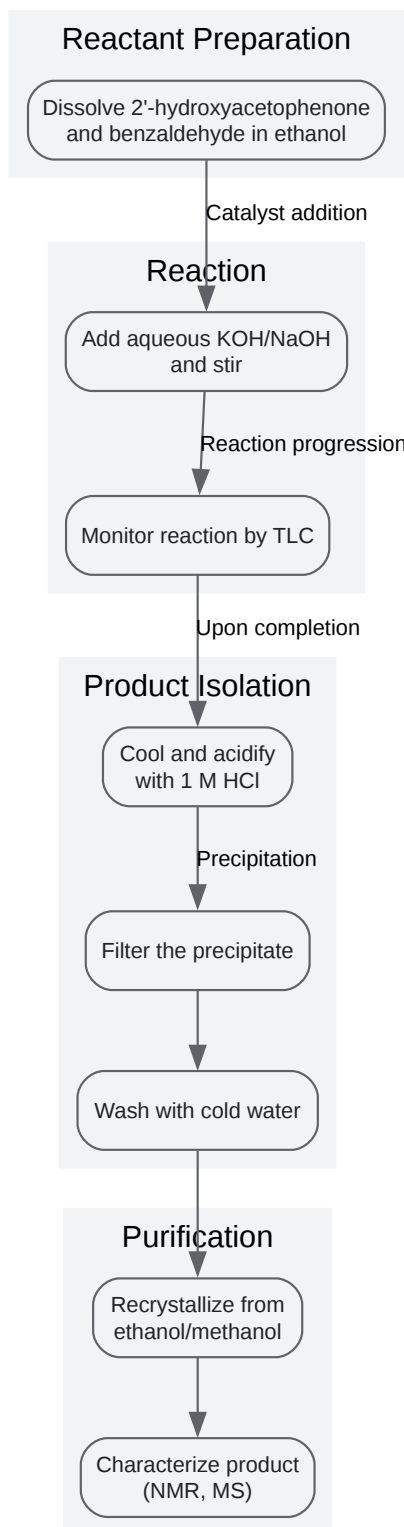 Reactant Preparation
Dissolve 2'-hydroxyacetophenone
and benzaldehyde in ethanol
Catalyst addition
Reaction
Add aqueous KOH/NaOH
and stir
Reaction progression
Monitor reaction by TLC
Upon completion
Product Isolation
Cool and acidify
with 1 M HCl
Precipitation
Filter the precipitate
Wash with cold water
Purification
Recrystallize from
ethanol/methanol
Characterize product
(NMR, MS)